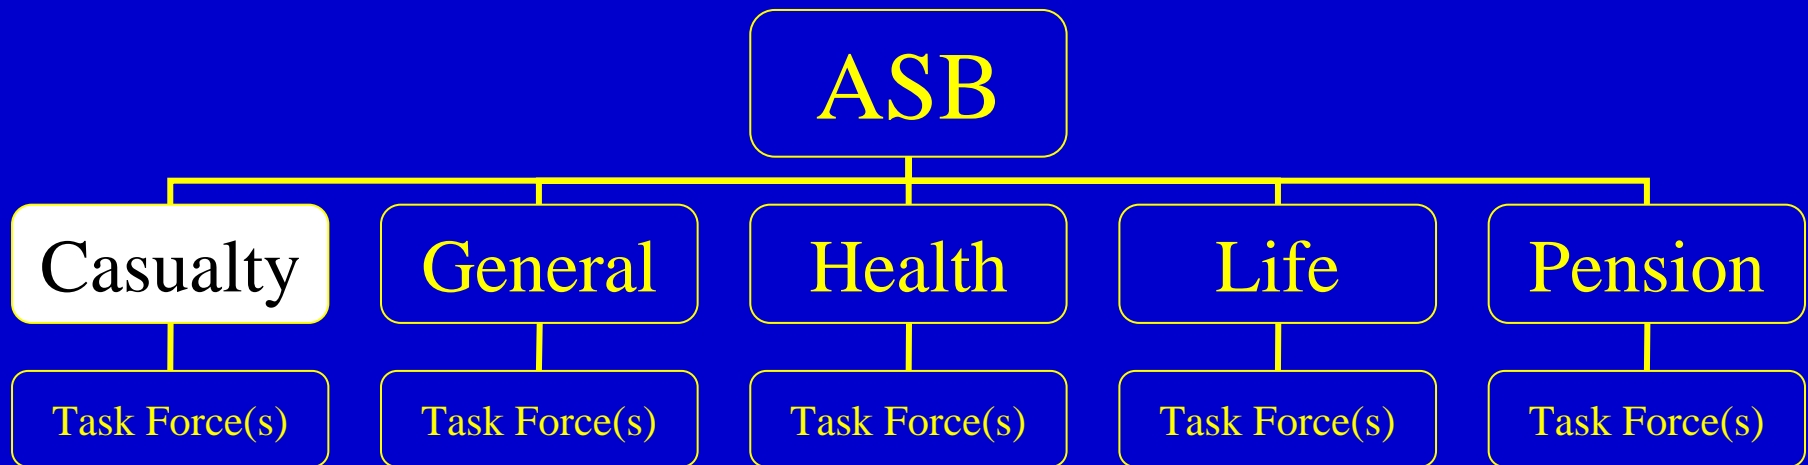 ASB
Casualty
General
Health
Life
Pension
Task Force(s)
Task Force(s)
Task Force(s)
Task Force(s)
Task Force(s)